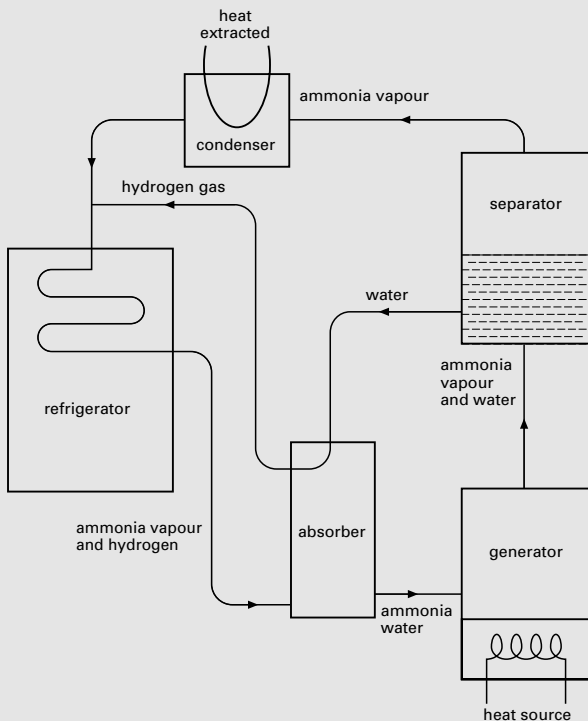 heat
extracted
ammonia vapour
condenser
hydrogen gas
separator
water
ammonia
vapour
and water
refrigerator
ammonia vapour
and hydrogen
absorber
generator
ammonia
water
heat source